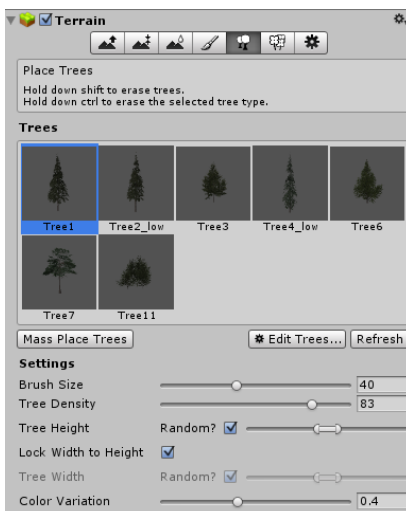 Terrain
Place Trees
Hold down shift to erase trees.
Hold down ctrl to erase the selected tree type.
Trees
Tree1 Tree2_low Tree3 Tree4_low Tree6
Tree7 Tree11
Mass Place Trees Edit Trees... Refresh
Settings
Brush Size 40
Tree Density 83
Tree Height Random?
Lock Width to Height
Tree Width Random?
Color Variation 0.4